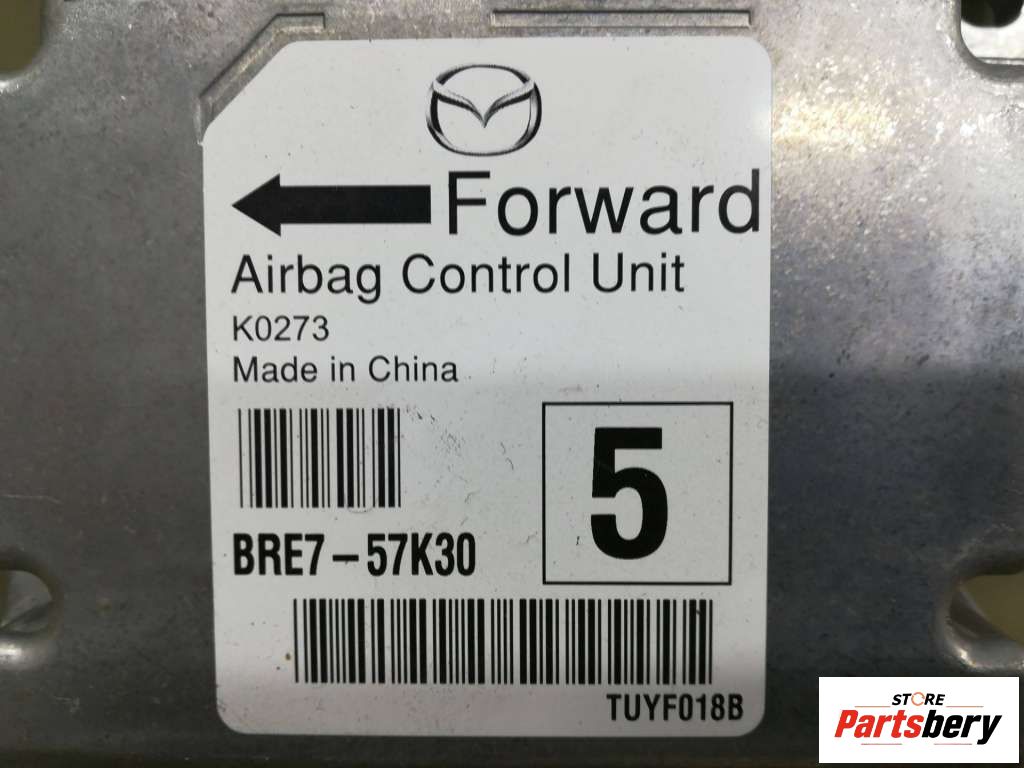 Forward
Airbag Control Unit
K0273
Made in China
5
BRE7-57K30
TUYF018B
STORE
Partsbery